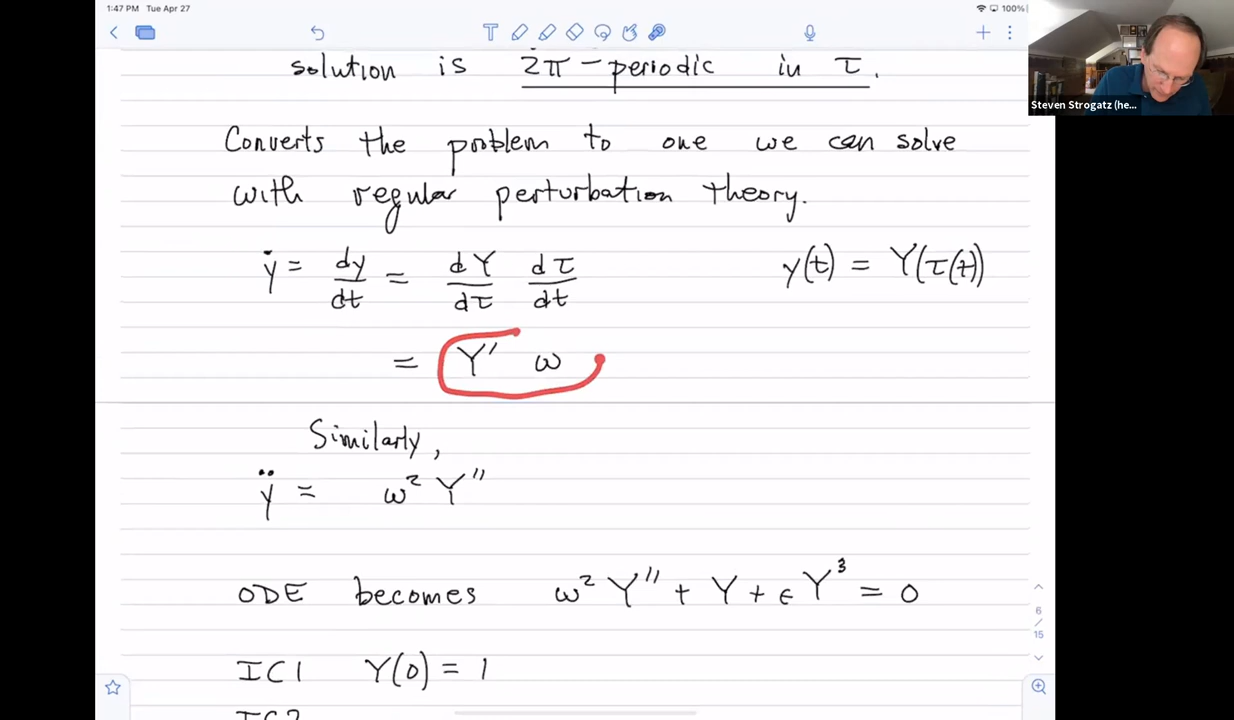 1:47 PM Tue Apr 27
100%
Steven Strogatz (he...
solution is 2π-periodic in τ.
Converts the problem to one we can solve
with regular perturbation theory.
ẏ = dy/dt = dY/dτ dτ/dt
y(t) = Y(τ(t))
= Y' ω
Similarly,
ÿ = ω² Y''
ODE becomes ω² Y'' + Y + ϵ Y³ = 0
6 / 15
IC1 Y(0) = 1
IC2